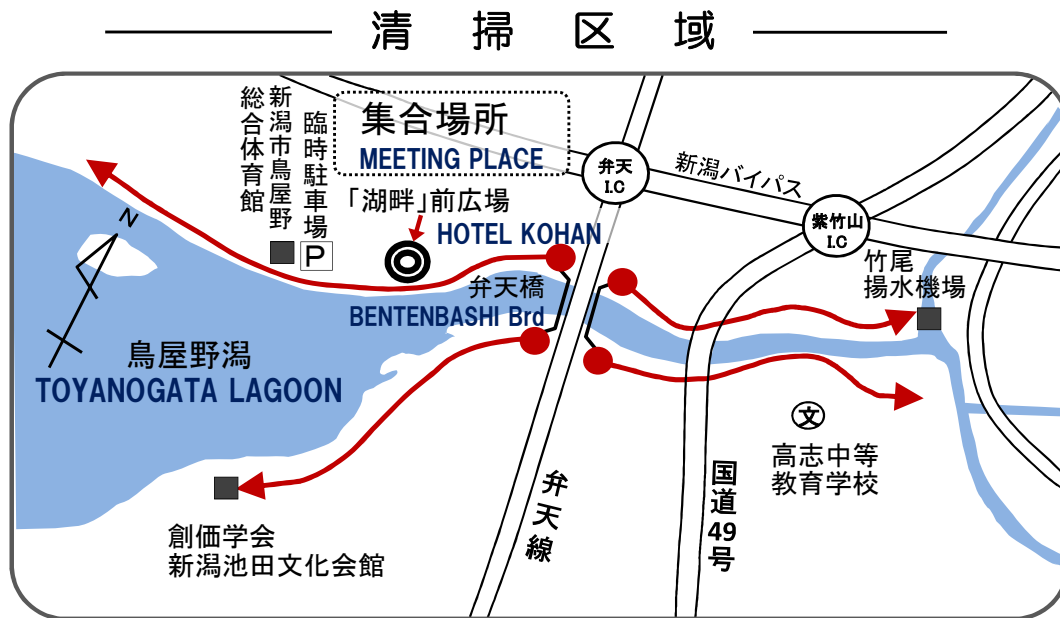 清掃区域
新潟市鳥屋野
総合体育館
臨時駐車場
P
集合場所
MEETING PLACE
「湖畔」前広場
HOTEL KOHAN
弁天
I.C
新潟バイパス
紫竹山
I.C
竹尾
揚水機場
N
弁天橋
BENTENBASHI Brd
鳥屋野潟
TOYANOGATA LAGOON
文
高志中等
教育学校
弁天線
国道49号
創価学会
新潟池田文化会館